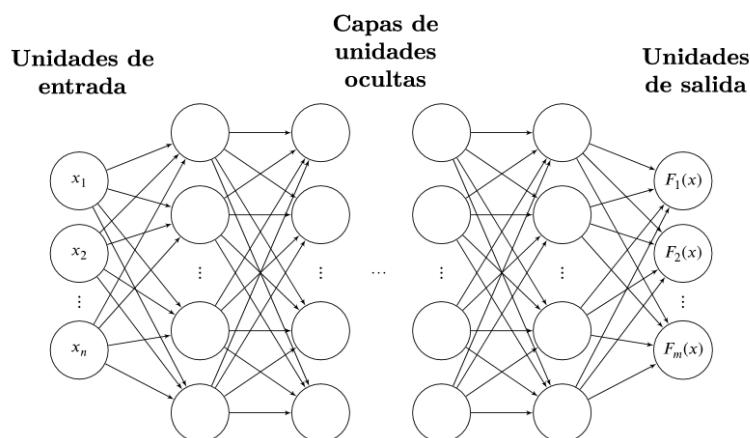 Unidades de
entrada
Capas de
unidades
ocultas
Unidades
de salida
x₁
x₂
⋮
xₙ
⋮
⋮
⋯
⋮
⋮
F₁(x)
F₂(x)
⋮
Fₘ(x)